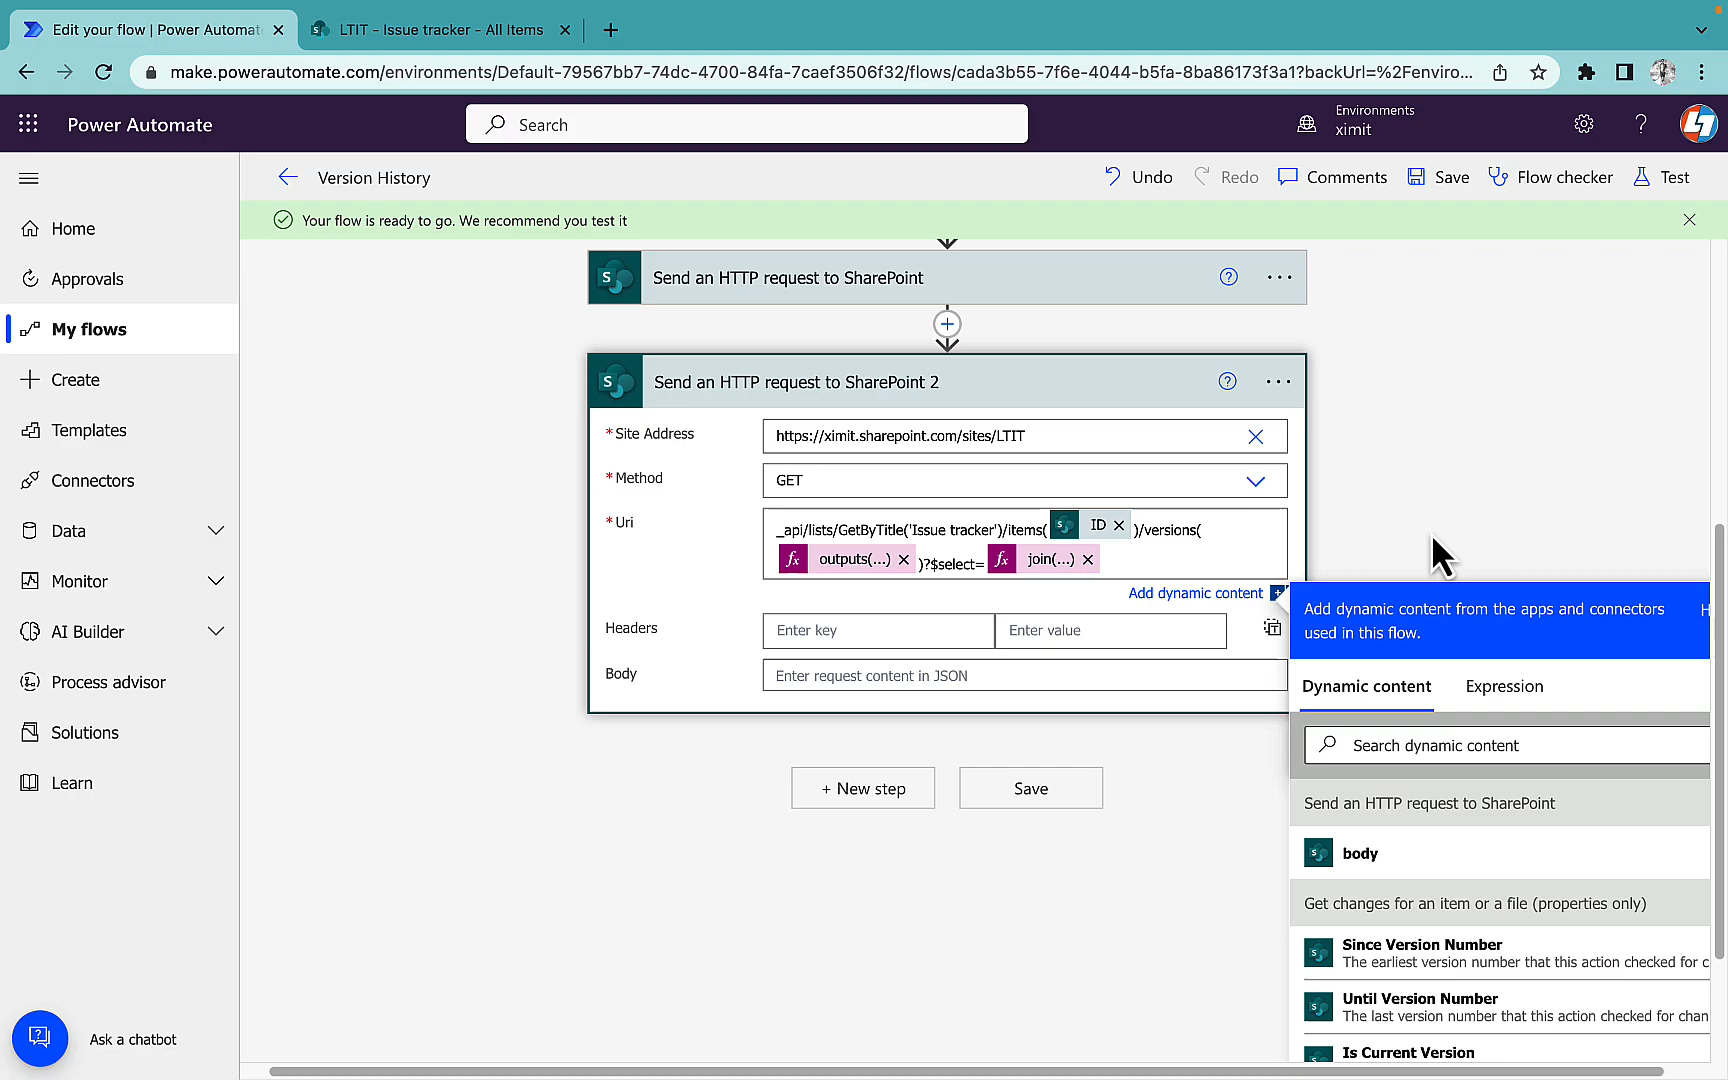 Edit your flow | Power Automat
LTIT - Issue tracker - All Items
make.powerautomate.com/environments/Default-79567bb7-74dc-4700-84fa-7caef3506f32/flows/cada3b55-7f6e-4044-b5fa-8ba86173f3a1?backUrl=%2Fenviro...
Power Automate
Search
Environments
ximit
Version History
Undo
Redo
Comments
Save
Flow checker
Test
Your flow is ready to go. We recommend you test it
Home
Approvals
My flows
Create
Templates
Connectors
Data
Monitor
AI Builder
Process advisor
Solutions
Learn
Ask a chatbot
Send an HTTP request to SharePoint
Send an HTTP request to SharePoint 2
* Site Address
https://ximit.sharepoint.com/sites/LTIT
* Method
GET
* Uri
_api/lists/GetByTitle('Issue tracker')/items( ID )/versions(
fx outputs(...) )?$select= fx join(...)
Add dynamic content
Headers
Enter key
Enter value
Body
Enter request content in JSON
+ New step
Save
Add dynamic content from the apps and connectors H
used in this flow.
Dynamic content
Expression
Search dynamic content
Send an HTTP request to SharePoint
body
Get changes for an item or a file (properties only)
Since Version Number
The earliest version number that this action checked for c
Until Version Number
The last version number that this action checked for chan
Is Current Version